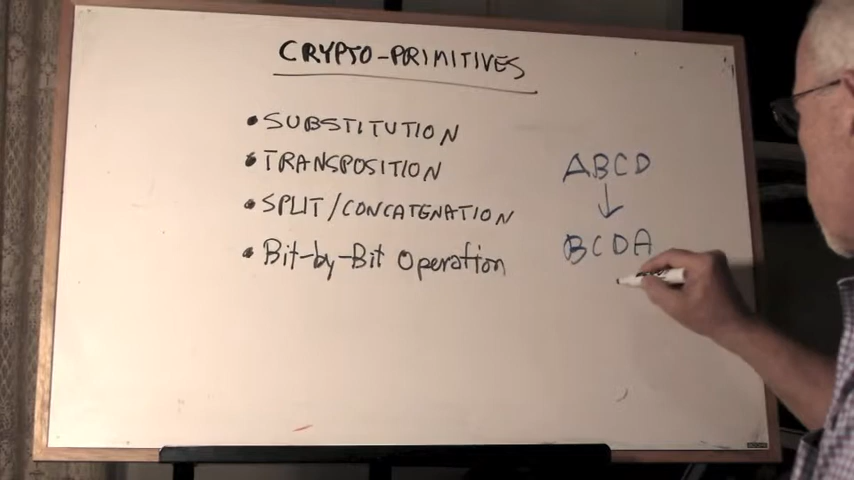 CRYPTO-PRIMITIVES
• SUBSTITUTION
• TRANSPOSITION
• SPLIT/CONCATENATION
• Bit-by-Bit Operation
ABCD
↓
BCDA